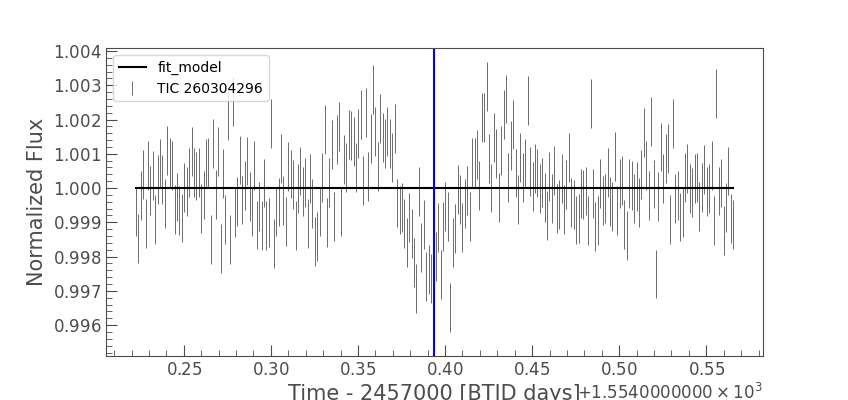 1.004
1.003
1.002
1.001
1.000
0.999
0.998
0.997
0.996
Normalized Flux
fit_model
TIC 260304296
0.25 0.30 0.35 0.40 0.45 0.50 0.55
Time - 2457000 [BTJD days]
+1.5540000000 × 10³